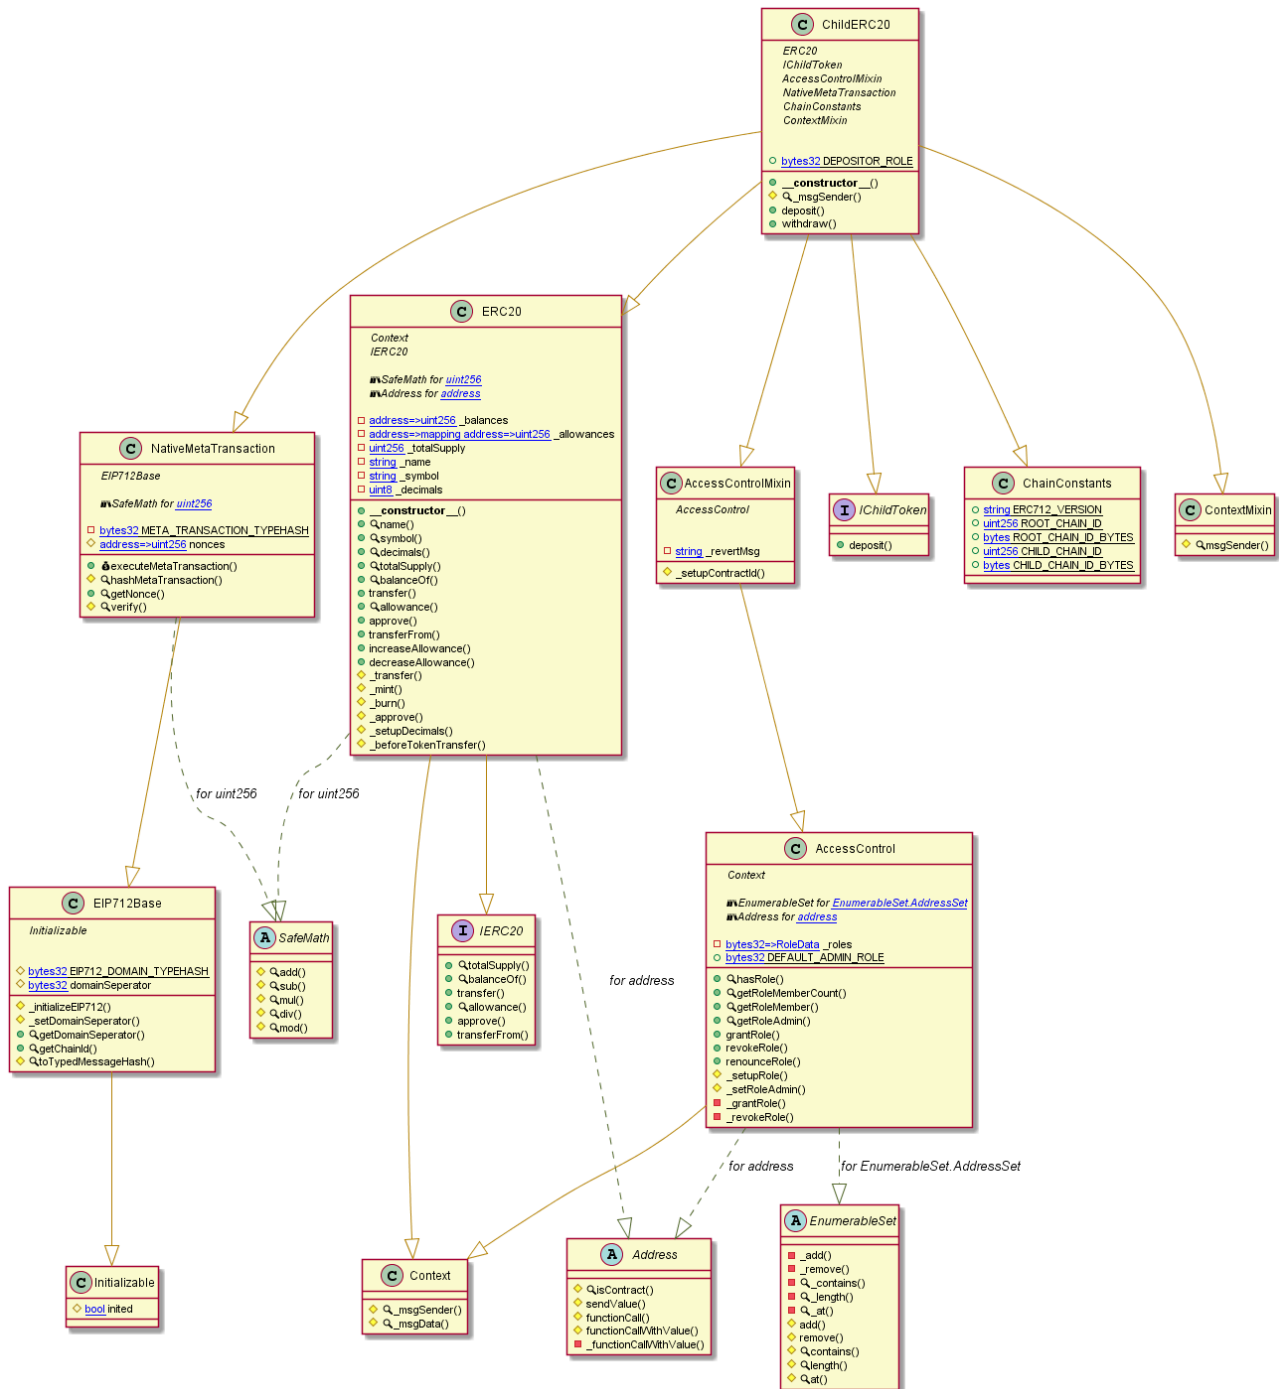 C ChildERC20
ERC20
IChildToken
AccessControlMixin
NativeMetaTransaction
ChainConstants
ContextMixin
bytes32 DEPOSITOR_ROLE
__constructor__()
_msgSender()
deposit()
withdraw()
C ERC20
Context
IERC20
SafeMath for uint256
Address for address
address=>uint256 _balances
address=>mapping address=>uint256 _allowances
uint256 _totalSupply
string _name
string _symbol
uint8 _decimals
__constructor__()
name()
symbol()
decimals()
totalSupply()
balanceOf()
transfer()
allowance()
approve()
transferFrom()
increaseAllowance()
decreaseAllowance()
_transfer()
_mint()
_burn()
_approve()
_setupDecimals()
_beforeTokenTransfer()
C NativeMetaTransaction
EIP712Base
SafeMath for uint256
bytes32 META_TRANSACTION_TYPEHASH
address=>uint256 nonces
executeMetaTransaction()
hashMetaTransaction()
getNonce()
verify()
C AccessControlMixin
AccessControl
string _revertMsg
_setupContractId()
I IChildToken
deposit()
C ChainConstants
string ERC712_VERSION
uint256 ROOT_CHAIN_ID
bytes ROOT_CHAIN_ID_BYTES
uint256 CHILD_CHAIN_ID
bytes CHILD_CHAIN_ID_BYTES
C ContextMixin
msgSender()
for uint256
for uint256
for address
C EIP712Base
Initializable
bytes32 EIP712_DOMAIN_TYPEHASH
bytes32 domainSeperator
_initializeEIP712()
_setDomainSeperator()
getDomainSeperator()
getChainId()
toTypedMessageHash()
A SafeMath
add()
sub()
mul()
div()
mod()
I IERC20
totalSupply()
balanceOf()
transfer()
allowance()
approve()
transferFrom()
C AccessControl
Context
EnumerableSet for EnumerableSet.AddressSet
Address for address
bytes32=>RoleData _roles
bytes32 DEFAULT_ADMIN_ROLE
hasRole()
getRoleMemberCount()
getRoleMember()
getRoleAdmin()
grantRole()
revokeRole()
renounceRole()
_setupRole()
_setRoleAdmin()
_grantRole()
_revokeRole()
for address
for EnumerableSet.AddressSet
C Initializable
bool inited
C Context
_msgSender()
_msgData()
A Address
isContract()
sendValue()
functionCall()
functionCallWithValue()
_functionCallWithValue()
A EnumerableSet
_add()
_remove()
_contains()
_length()
_at()
add()
remove()
contains()
length()
at()